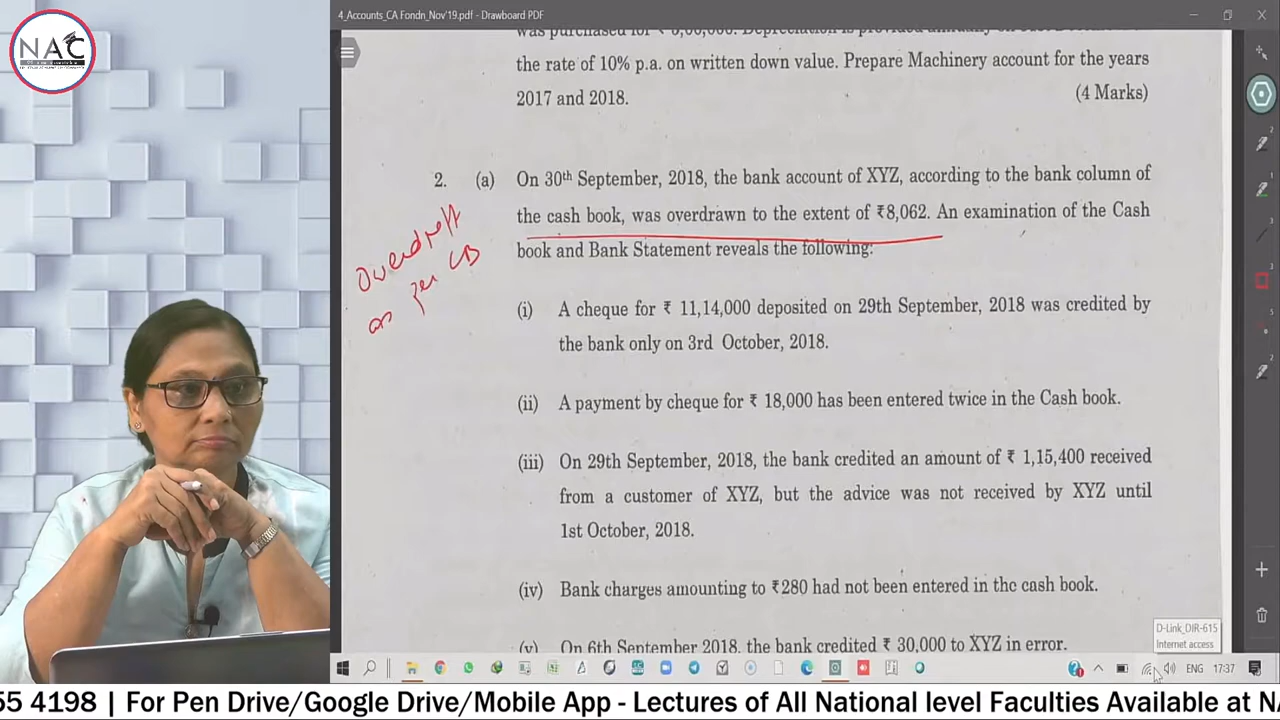 4_Accounts_CA Fondn_Nov'19.pdf - Drawboard PDF
NAC
the rate of 10% p.a. on written down value. Prepare Machinery account for the years
2017 and 2018. (4 Marks)
2. (a) On 30th September, 2018, the bank account of XYZ, according to the bank column of
the cash book, was overdrawn to the extent of ₹8,062. An examination of the Cash
book and Bank Statement reveals the following:
Overdraft
as per CB
(i) A cheque for ₹ 11,14,000 deposited on 29th September, 2018 was credited by
the bank only on 3rd October, 2018.
(ii) A payment by cheque for ₹ 18,000 has been entered twice in the Cash book.
(iii) On 29th September, 2018, the bank credited an amount of ₹ 1,15,400 received
from a customer of XYZ, but the advice was not received by XYZ until
1st October, 2018.
(iv) Bank charges amounting to ₹280 had not been entered in the cash book.
(v) On 6th September 2018, the bank credited ₹ 30,000 to XYZ in error.
D-Link_DIR-615
Internet access
ENG 17:37
55 4198 | For Pen Drive/Google Drive/Mobile App - Lectures of All National level Faculties Available at NA